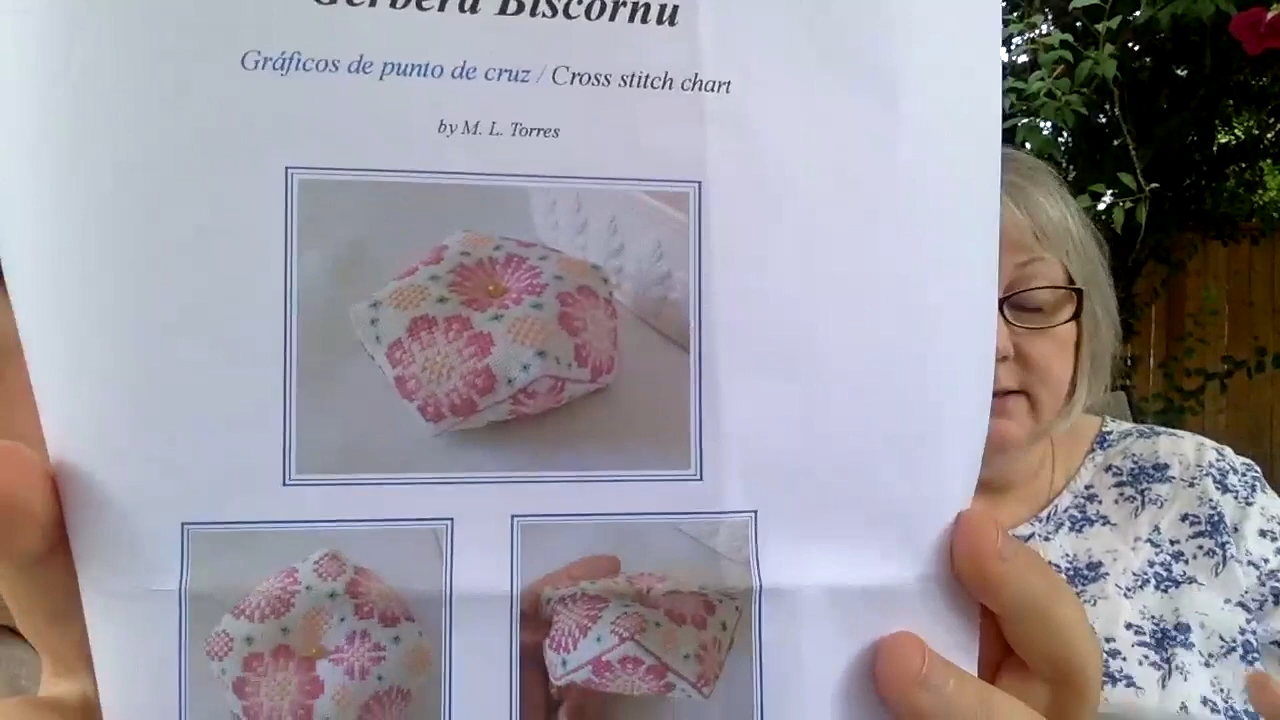 Gerbera Biscornu
Gráficos de punto de cruz / Cross stitch chart
by M. L. Torres